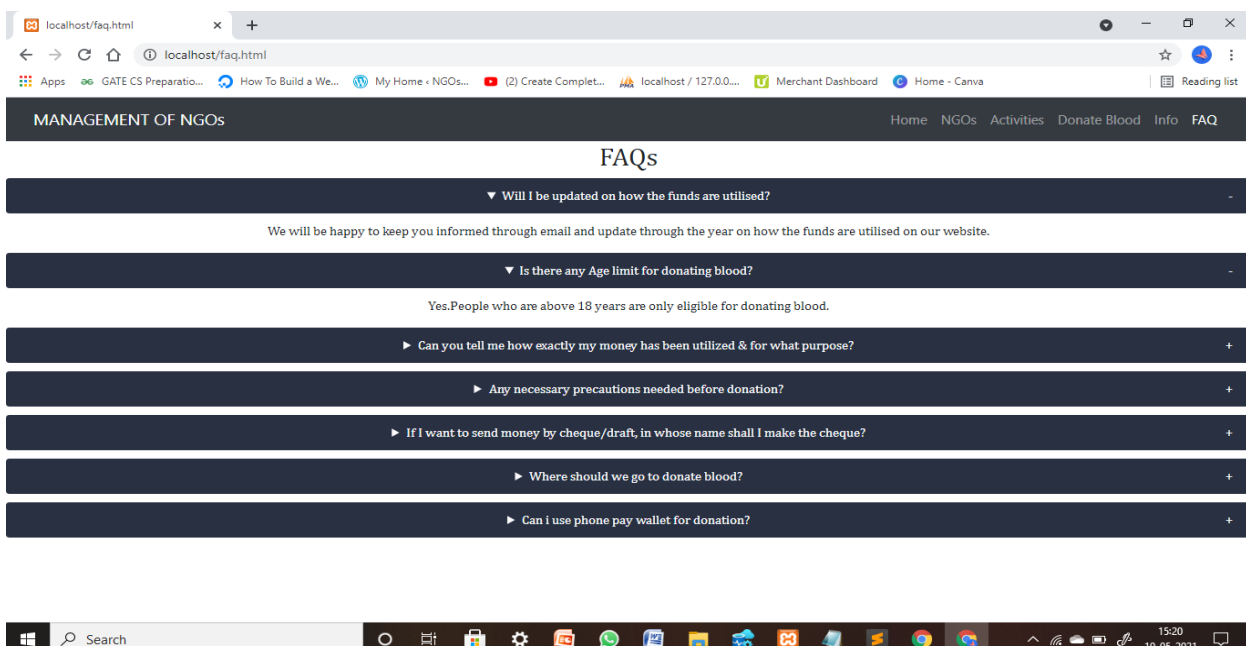 localhost/faq.html
localhost/faq.html
Apps GATE CS Preparatio... How To Build a We... My Home ‹ NGOs... (2) Create Complet... localhost / 127.0.0.... Merchant Dashboard Home - Canva Reading list
MANAGEMENT OF NGOs Home NGOs Activities Donate Blood Info FAQ
FAQs
▼ Will I be updated on how the funds are utilised? -
We will be happy to keep you informed through email and update through the year on how the funds are utilised on our website.
▼ Is there any Age limit for donating blood? -
Yes.People who are above 18 years are only eligible for donating blood.
► Can you tell me how exactly my money has been utilized & for what purpose? +
► Any necessary precautions needed before donation? +
► If I want to send money by cheque/draft, in whose name shall I make the cheque? +
► Where should we go to donate blood? +
► Can i use phone pay wallet for donation? +
Search
15:20